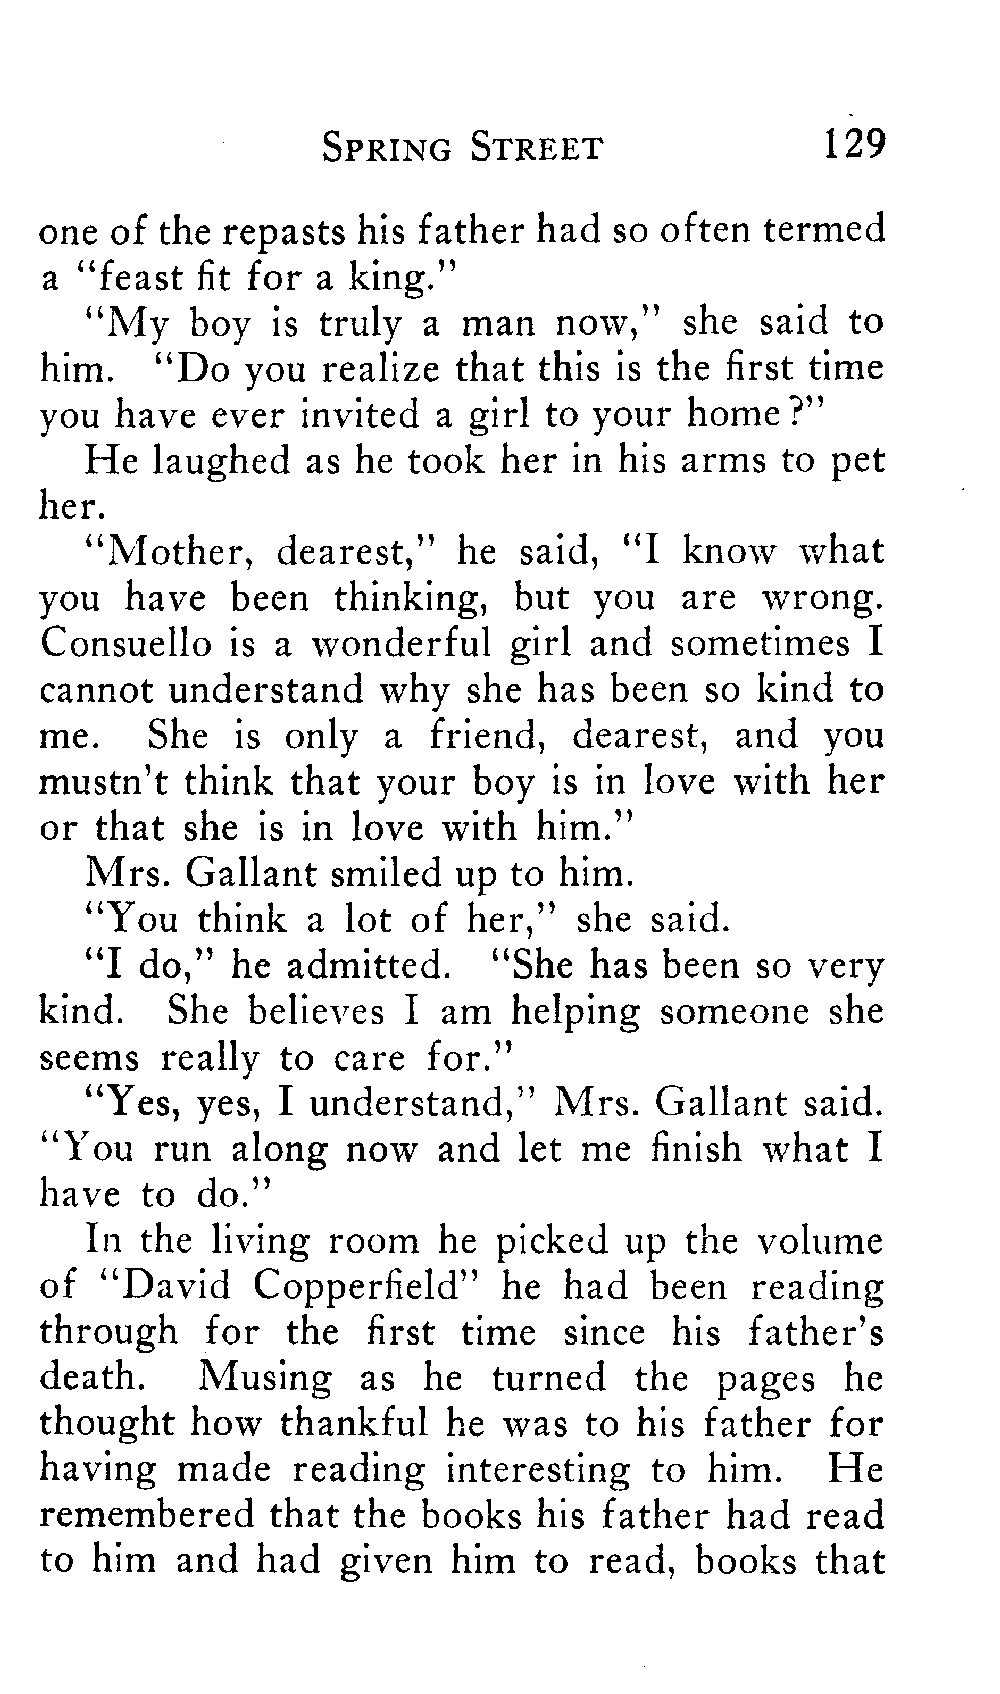 SPRING STREET 129
one of the repasts his father had so often termed
a "feast fit for a king."
"My boy is truly a man now," she said to
him. "Do you realize that this is the first time
you have ever invited a girl to your home?"
He laughed as he took her in his arms to pet
her.
"Mother, dearest," he said, "I know what
you have been thinking, but you are wrong.
Consuello is a wonderful girl and sometimes I
cannot understand why she has been so kind to
me. She is only a friend, dearest, and you
mustn't think that your boy is in love with her
or that she is in love with him."
Mrs. Gallant smiled up to him.
"You think a lot of her," she said.
"I do," he admitted. "She has been so very
kind. She believes I am helping someone she
seems really to care for."
"Yes, yes, I understand," Mrs. Gallant said.
"You run along now and let me finish what I
have to do."
In the living room he picked up the volume
of "David Copperfield" he had been reading
through for the first time since his father's
death. Musing as he turned the pages he
thought how thankful he was to his father for
having made reading interesting to him. He
remembered that the books his father had read
to him and had given him to read, books that